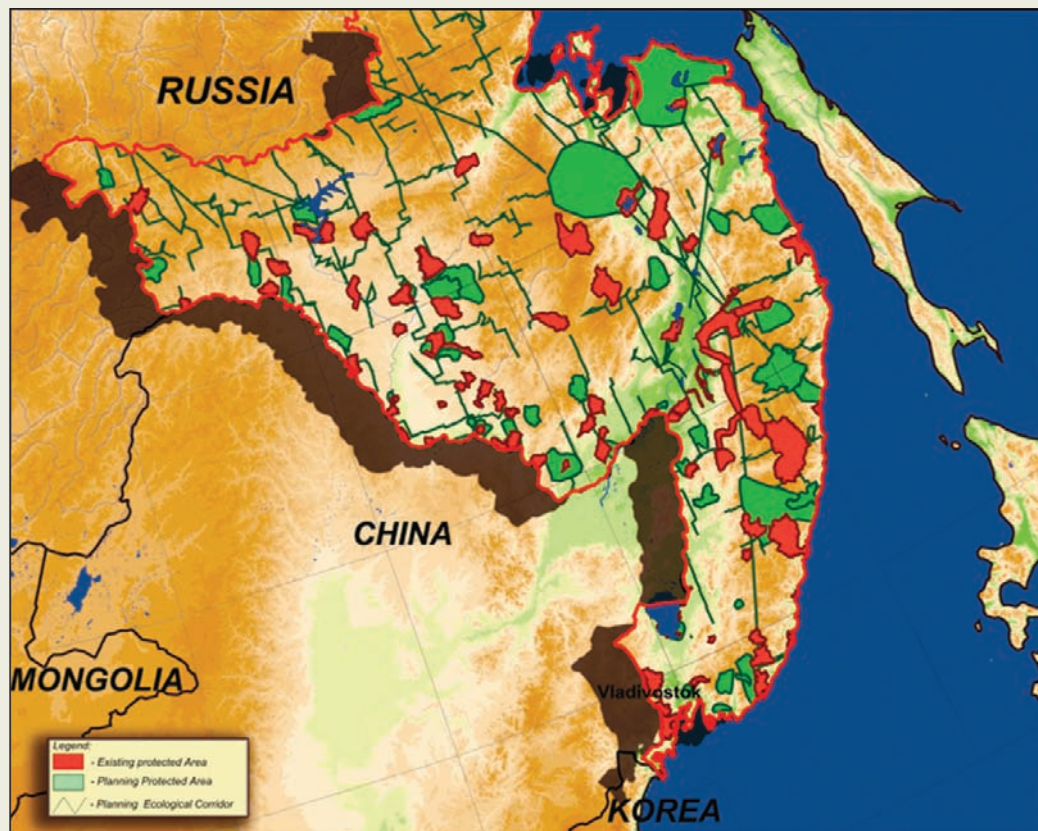 RUSSIA
CHINA
MONGOLIA
Vladivostok
Legend:
- Existing protected Area
- Planning Protected Area
- Planning Ecological Corridor
KOREA